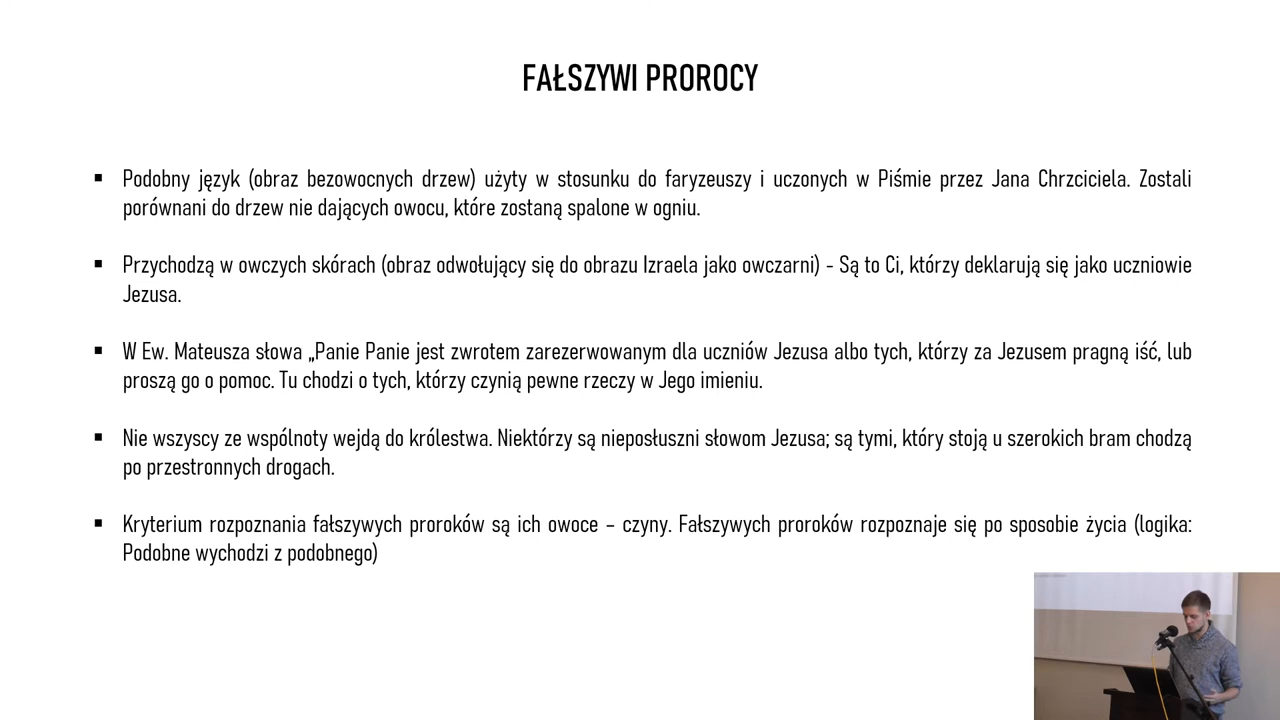 FAŁSZYWI PROROCY
▪ Podobny język (obraz bezowocnych drzew) użyty w stosunku do faryzeuszy i uczonych w Piśmie przez Jana Chrzciciela. Zostali
porównani do drzew nie dających owocu, które zostaną spalone w ogniu.
▪ Przychodzą w owczych skórach (obraz odwołujący się do obrazu Izraela jako owczarni) - Są to Ci, którzy deklarują się jako uczniowie
Jezusa.
▪ W Ew. Mateusza słowa „Panie Panie jest zwrotem zarezerwowanym dla uczniów Jezusa albo tych, którzy za Jezusem pragną iść, lub
proszą go o pomoc. Tu chodzi o tych, którzy czynią pewne rzeczy w Jego imieniu.
▪ Nie wszyscy ze wspólnoty wejdą do królestwa. Niektórzy są nieposłuszni słowom Jezusa; są tymi, który stoją u szerokich bram chodzą
po przestronnych drogach.
▪ Kryterium rozpoznania fałszywych proroków są ich owoce – czyny. Fałszywych proroków rozpoznaje się po sposobie życia (logika:
Podobne wychodzi z podobnego)